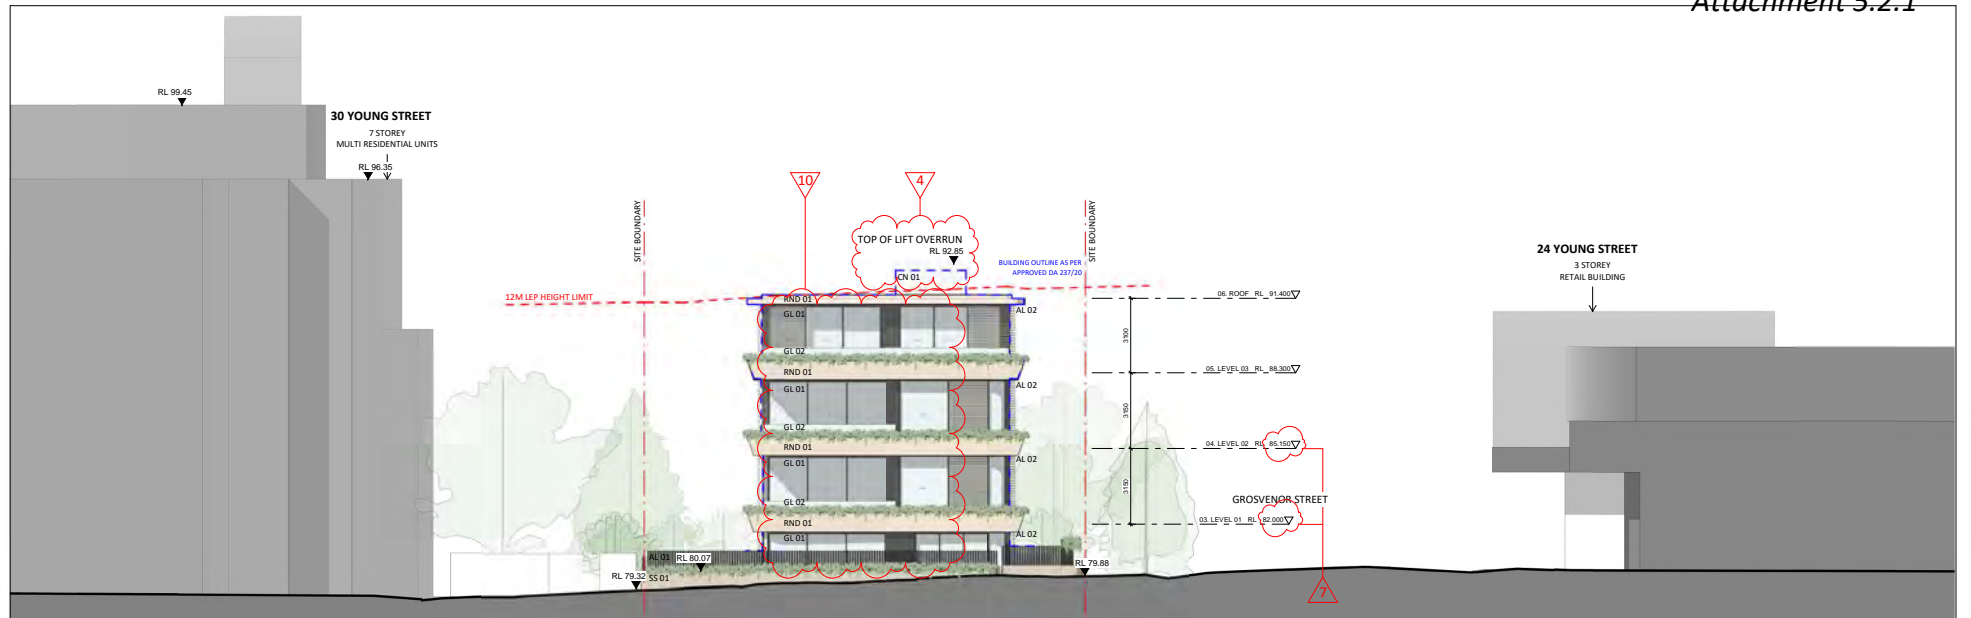 Attachment 5.2.1
RL 99.45
30 YOUNG STREET
7 STOREY
MULTI RESIDENTIAL UNITS
RL 96.35
10
4
SITE BOUNDARY
SITE BOUNDARY
TOP OF LIFT OVERRUN
RL 92.85
CN 01
BUILDING OUTLINE AS PER
APPROVED DA 237/20
24 YOUNG STREET
3 STOREY
RETAIL BUILDING
12M LEP HEIGHT LIMIT
RND 01
06. ROOF RL 91.400
GL 01
AL 02
3100
GL 02
RND 01
05. LEVEL 03 RL 88.300
GL 01
AL 02
3150
GL 02
RND 01
04. LEVEL 02 RL 85.150
GL 01
AL 02
3150
GL 02
GROSVENOR STREET
RND 01
03. LEVEL 01 RL 82.000
GL 01
AL 02
AL 01
RL 80.07
RL 79.88
RL 79.32
SS 01
7